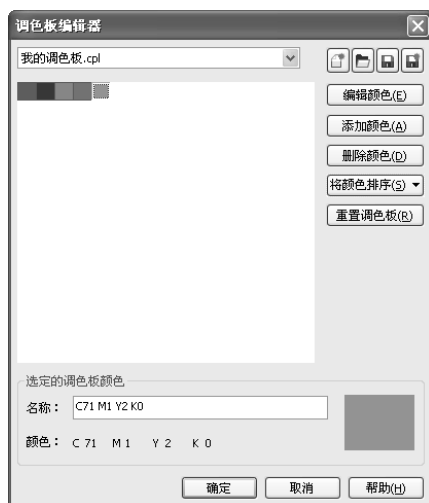 调色板编辑器
我的调色板.cpl
编辑颜色(E)
添加颜色(A)
删除颜色(D)
将颜色排序(S)
重置调色板(R)
选定的调色板颜色
名称： C71 M1 Y2 K0
颜色： C 71 M 1 Y 2 K 0
确定 取消 帮助(H)